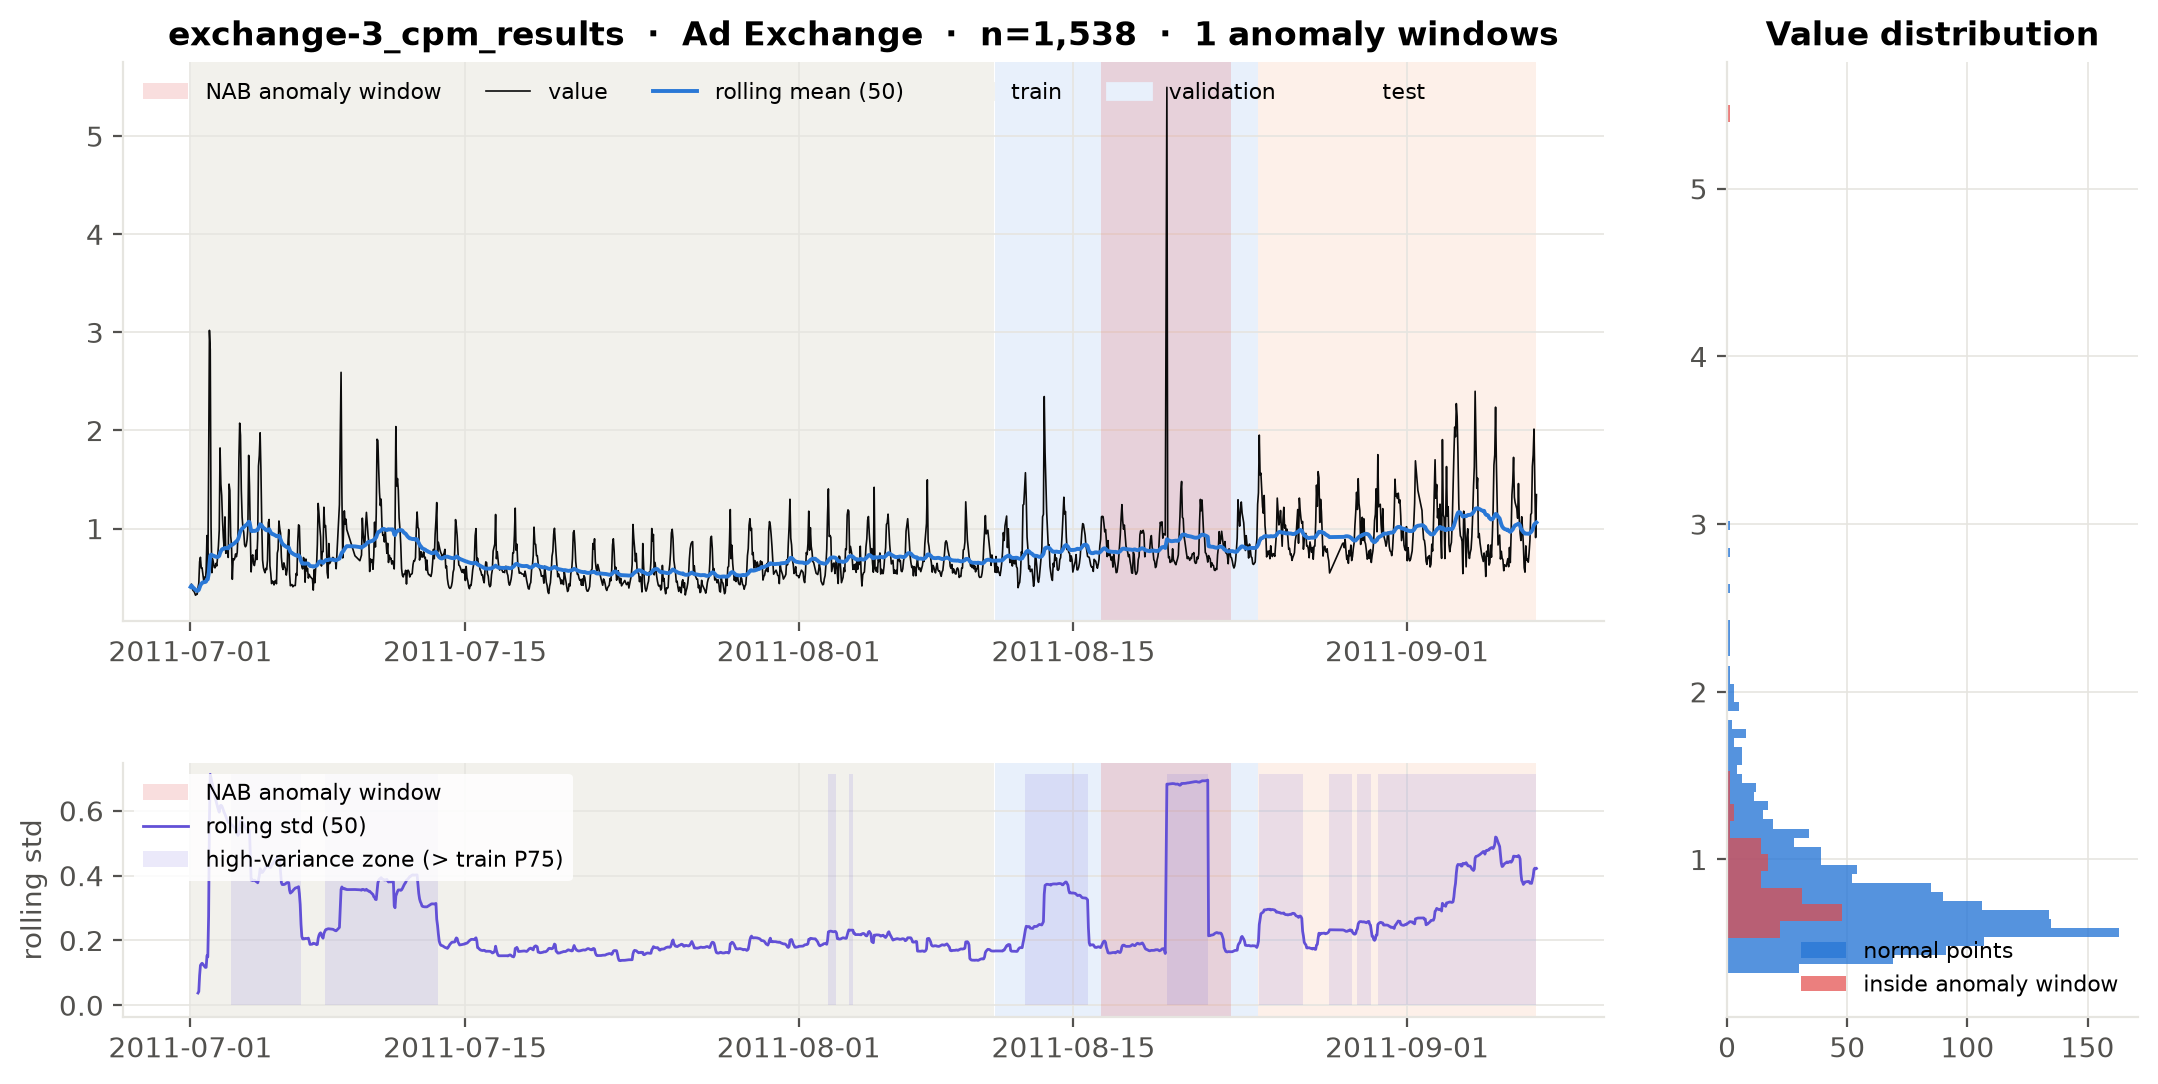 exchange-3_cpm_results · Ad Exchange · n=1,538 · 1 anomaly windows
NAB anomaly window
value
rolling mean (50)
train
validation
test
5
4
3
2
1
2011-07-01
2011-07-15
2011-08-01
2011-08-15
2011-09-01
rolling std
NAB anomaly window
rolling std (50)
high-variance zone (> train P75)
0.6
0.4
0.2
0.0
2011-07-01
2011-07-15
2011-08-01
2011-08-15
2011-09-01
Value distribution
5
4
3
2
1
normal points
inside anomaly window
0
50
100
150